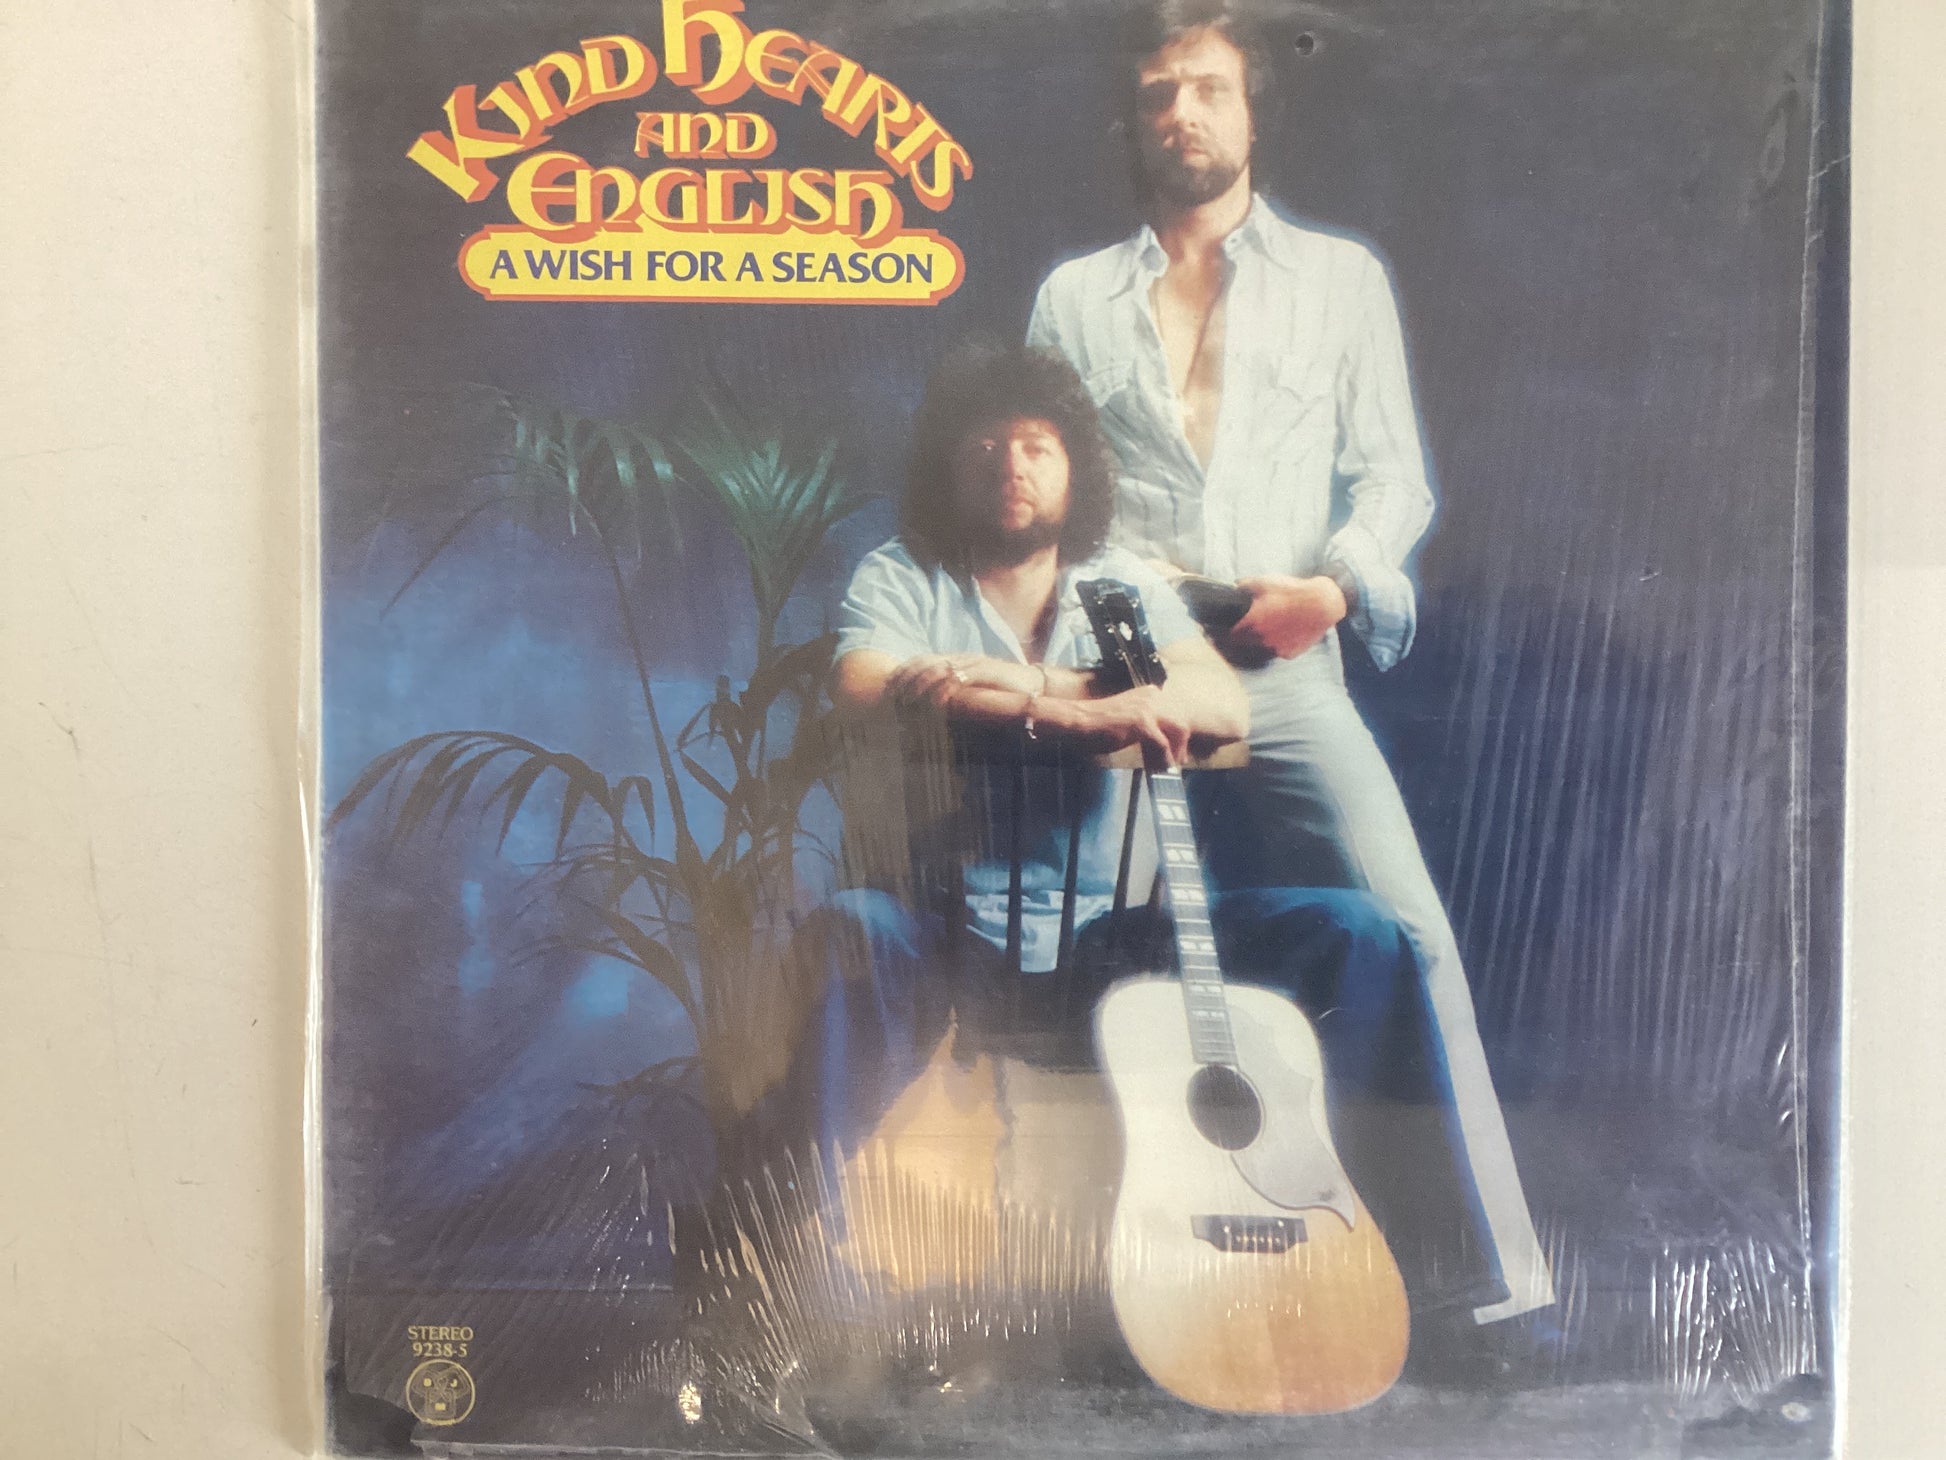 KIND HEARTS
AND
ENGLISH
A WISH FOR A SEASON
STEREO
9238-5